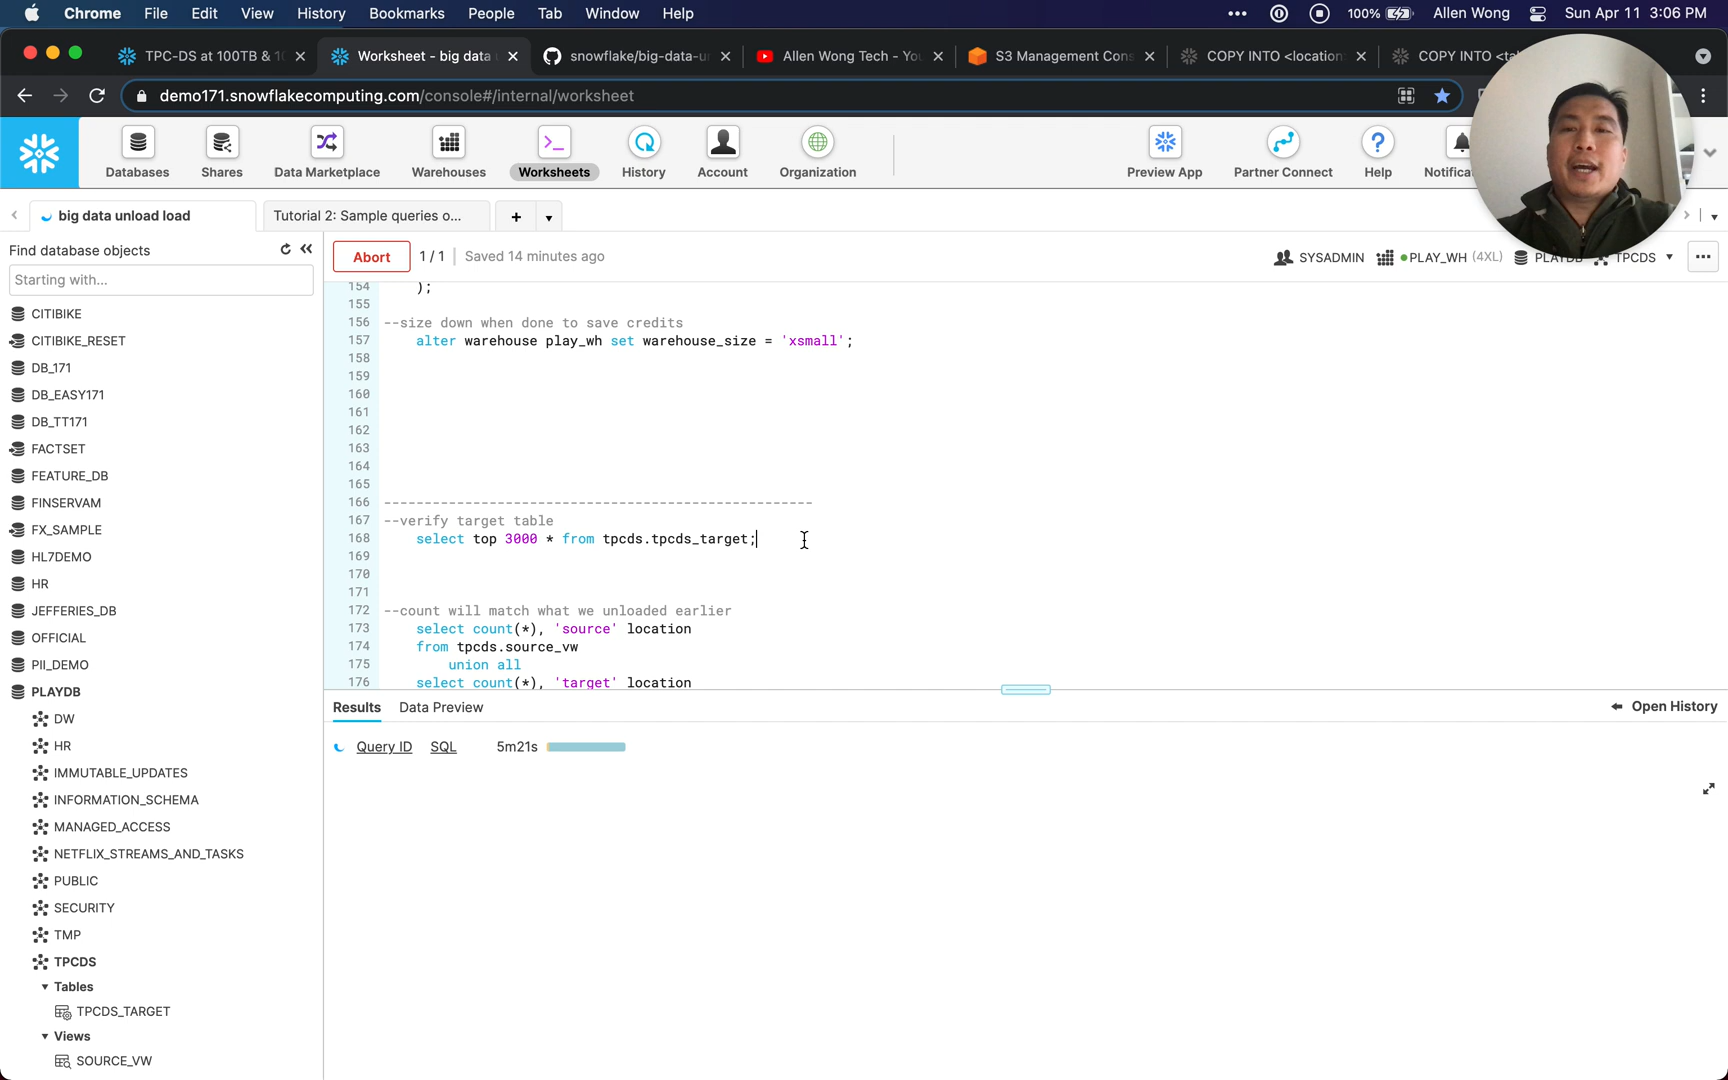 Chrome File Edit View History Bookmarks People Tab Window Help
100% Allen Wong Sun Apr 11 3:06 PM
TPC-DS at 100TB &
Worksheet - big data
snowflake/big-data-u
Allen Wong Tech - Yo
S3 Management Cons
COPY INTO <location
COPY INTO <ta
demo171.snowflakecomputing.com/console#/internal/worksheet
Databases
Shares
Data Marketplace
Warehouses
Worksheets
History
Account
Organization
Preview App
Partner Connect
Help
Notifica
big data unload load
Tutorial 2: Sample queries o...
Find database objects
Starting with...
CITIBIKE
CITIBIKE_RESET
DB_171
DB_EASY171
DB_TT171
FACTSET
FEATURE_DB
FINSERVAM
FX_SAMPLE
HL7DEMO
HR
JEFFERIES_DB
OFFICIAL
PII_DEMO
PLAYDB
DW
HR
IMMUTABLE_UPDATES
INFORMATION_SCHEMA
MANAGED_ACCESS
NETFLIX_STREAMS_AND_TASKS
PUBLIC
SECURITY
TMP
TPCDS
Tables
TPCDS_TARGET
Views
SOURCE_VW
Abort 1 / 1 Saved 14 minutes ago
SYSADMIN PLAY_WH (4XL) PLAYDB TPCDS
154 );
155
156 --size down when done to save credits
157 alter warehouse play_wh set warehouse_size = 'xsmall';
158
159
160
161
162
163
164
165
166 -----------------------------------------------------
167 --verify target table
168 select top 3000 * from tpcds.tpcds_target;
169
170
171
172 --count will match what we unloaded earlier
173 select count(*), 'source' location
174 from tpcds.source_vw
175 union all
176 select count(*), 'target' location
Results Data Preview
Open History
Query ID SQL 5m21s